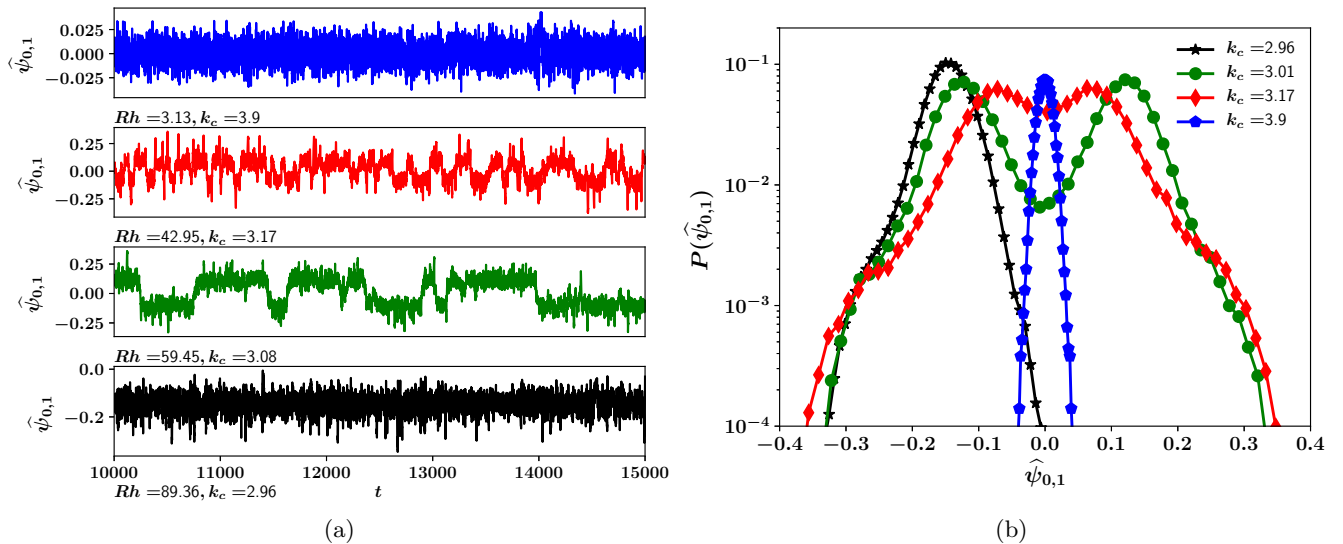 0.025
0.000
−0.025
ψ̂0,1
Rh =3.13, kc =3.9
0.25
0.00
−0.25
ψ̂0,1
Rh =42.95, kc =3.17
0.25
0.00
−0.25
ψ̂0,1
Rh =59.45, kc =3.08
0.0
−0.2
ψ̂0,1
10000 11000 12000 13000 14000 15000
Rh =89.36, kc =2.96 t
(a)
kc =2.96
kc =3.01
kc =3.17
kc =3.9
10−1
10−2
10−3
10−4
P(ψ̂0,1)
−0.4 −0.3 −0.2 −0.1 0.0 0.1 0.2 0.3 0.4
ψ̂0,1
(b)